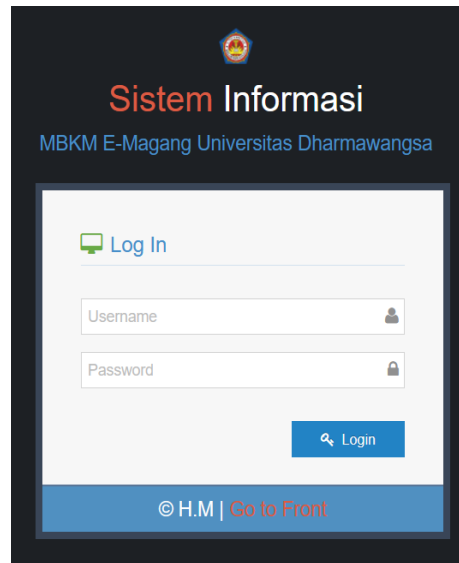 Sistem Informasi
MBKM E-Magang Universitas Dharmawangsa
Log In
Username
Password
Login
© H.M | Go to Front